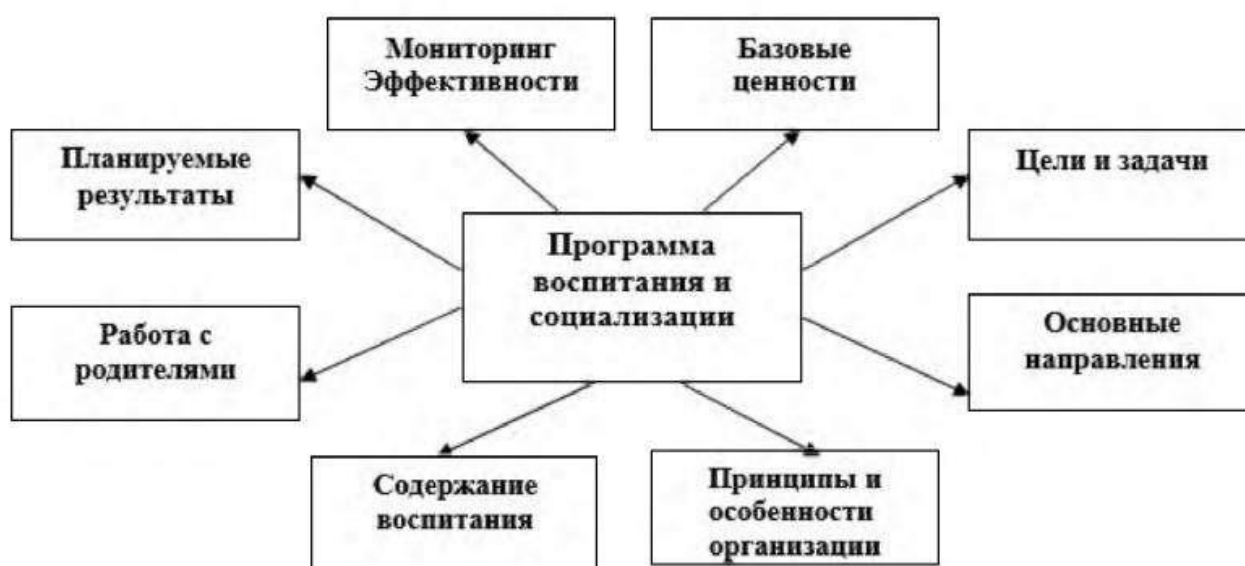 Мониторинг
Эффективности
Базовые
ценности
Планируемые
результаты
Цели и задачи
Программа
воспитания и
социализации
Работа с
родителями
Основные
направления
Содержание
воспитания
Принципы и
особенности
организации